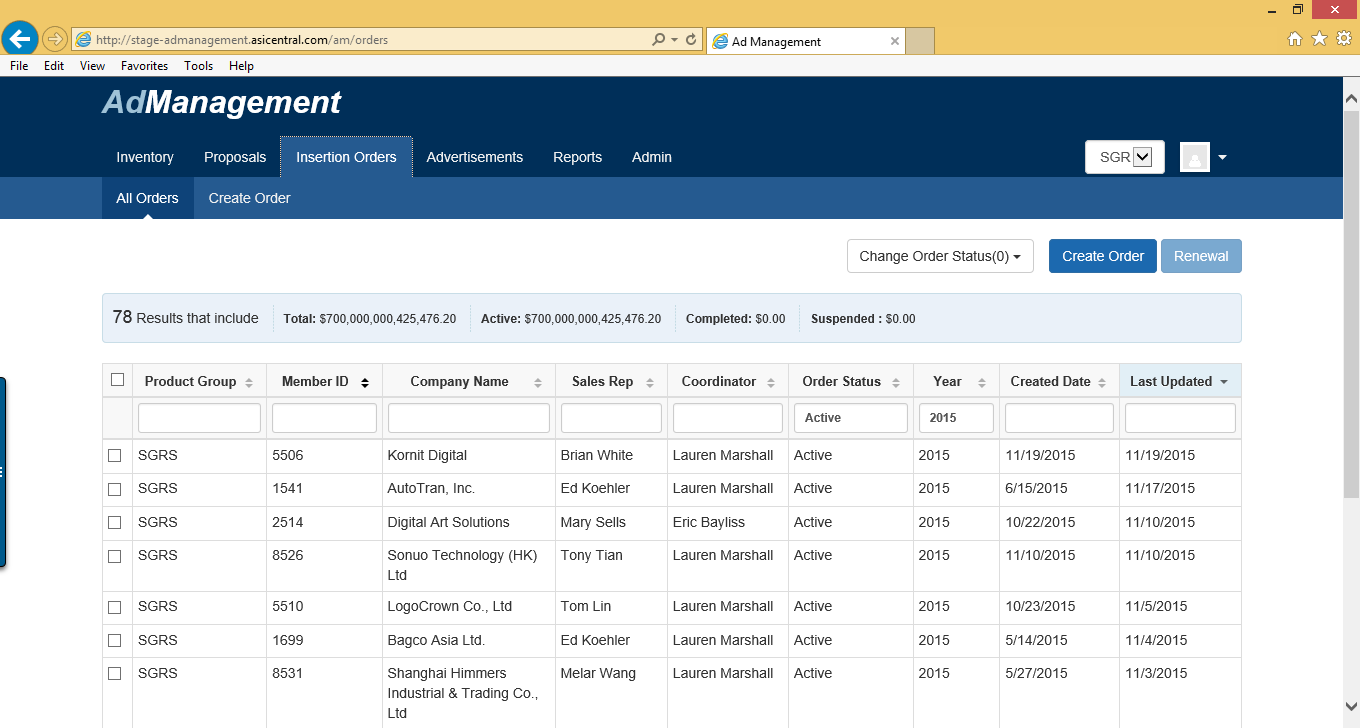 http://stage-admanagement.asicentral.com/am/orders
Ad Management
File Edit View Favorites Tools Help
AdManagement
Inventory Proposals Insertion Orders Advertisements Reports Admin SGR
All Orders Create Order
Change Order Status(0) Create Order Renewal
78 Results that include Total: $700,000,000,425,476.20 Active: $700,000,000,425,476.20 Completed: $0.00 Suspended : $0.00
Product Group Member ID Company Name Sales Rep Coordinator Order Status Year Created Date Last Updated
Active 2015
SGRS 5506 Kornit Digital Brian White Lauren Marshall Active 2015 11/19/2015 11/19/2015
SGRS 1541 AutoTran, Inc. Ed Koehler Lauren Marshall Active 2015 6/15/2015 11/17/2015
SGRS 2514 Digital Art Solutions Mary Sells Eric Bayliss Active 2015 10/22/2015 11/10/2015
SGRS 8526 Sonuo Technology (HK) Tony Tian Lauren Marshall Active 2015 11/10/2015 11/10/2015
Ltd
SGRS 5510 LogoCrown Co., Ltd Tom Lin Lauren Marshall Active 2015 10/23/2015 11/5/2015
SGRS 1699 Bagco Asia Ltd. Ed Koehler Lauren Marshall Active 2015 5/14/2015 11/4/2015
SGRS 8531 Shanghai Himmers Melar Wang Lauren Marshall Active 2015 5/27/2015 11/3/2015
Industrial & Trading Co.,
Ltd